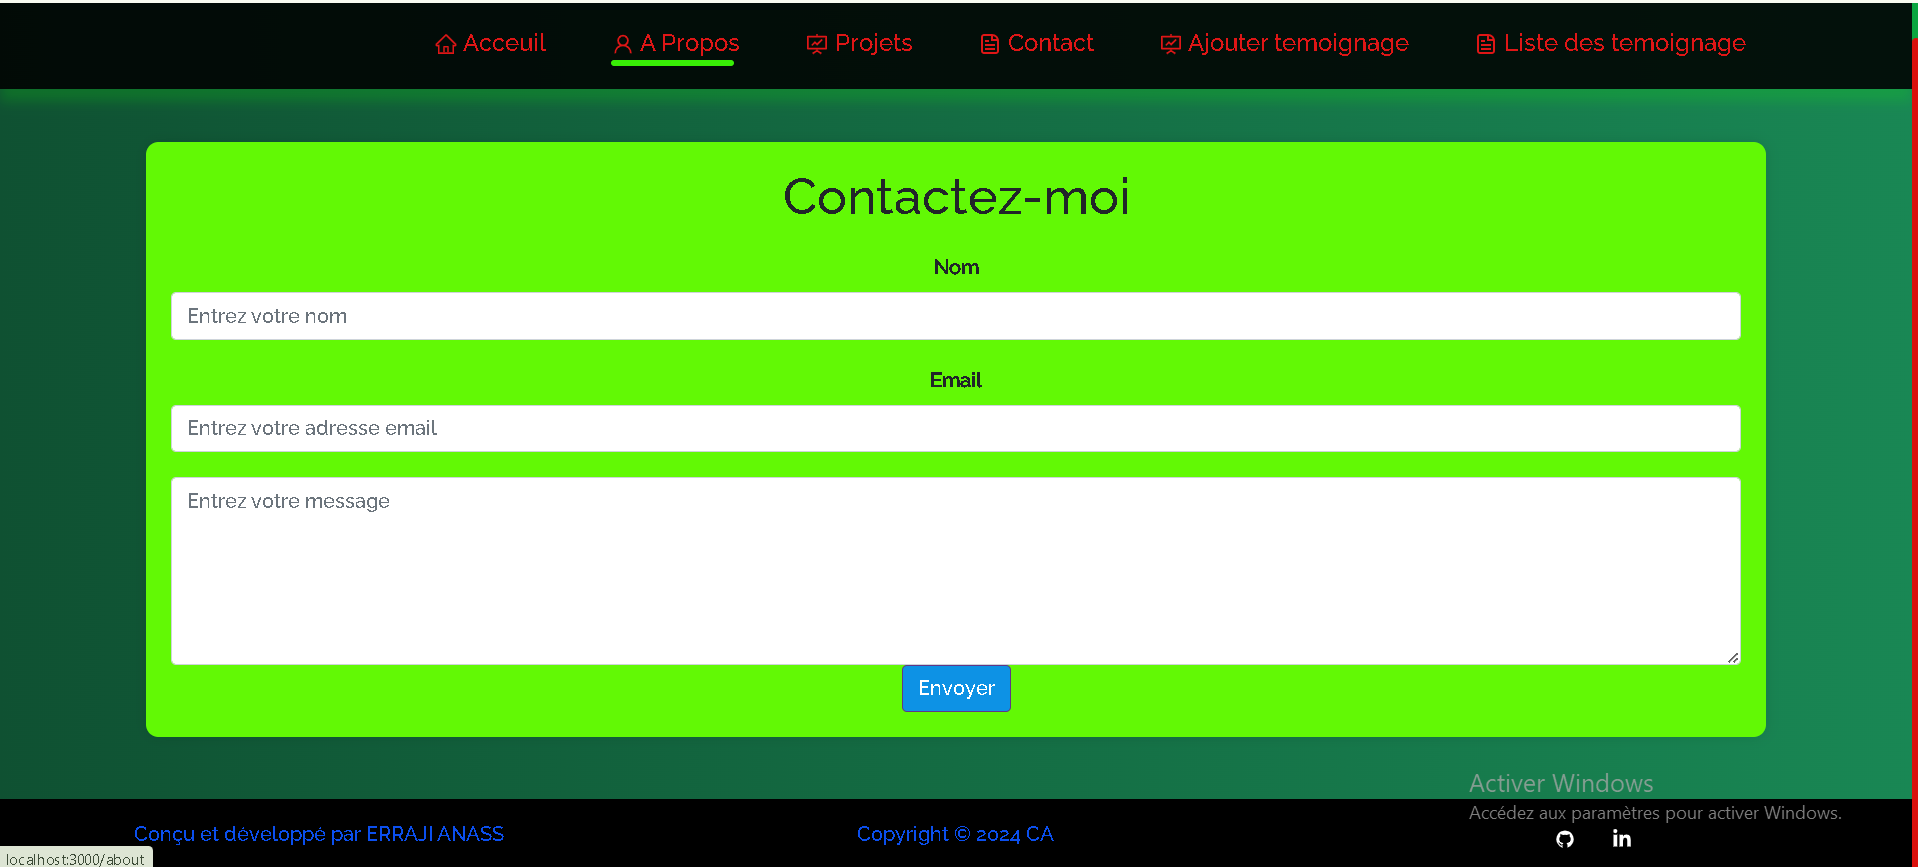 Acceuil A Propos Projets Contact Ajouter temoignage Liste des temoignage
Contactez-moi
Nom
Entrez votre nom
Email
Entrez votre adresse email
Entrez votre message
Envoyer
Activer Windows
Accédez aux paramètres pour activer Windows.
Conçu et développé par ERRAJI ANASS Copyright © 2024 CA
in
localhost:3000/about